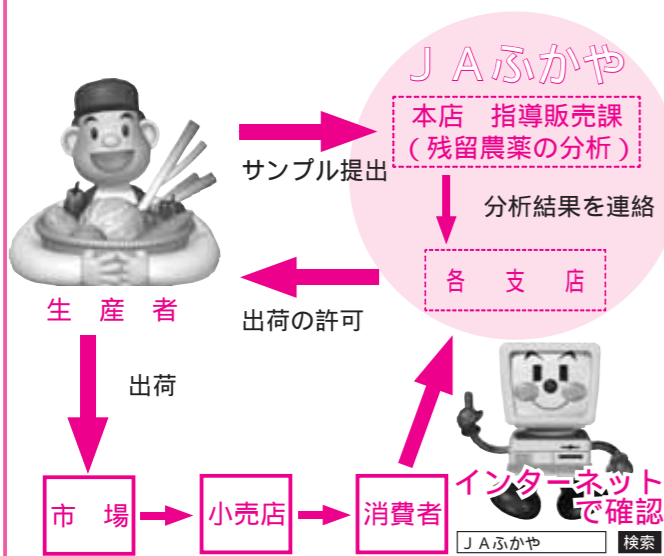 ＪＡふかや
本店　指導販売課
（残留農薬の分析）
サンプル提出
分析結果を連絡
各　支　店
出荷の許可
生　産　者
出荷
市　場
小売店
消費者
インターネット
で確認
ＪＡふかや
検索